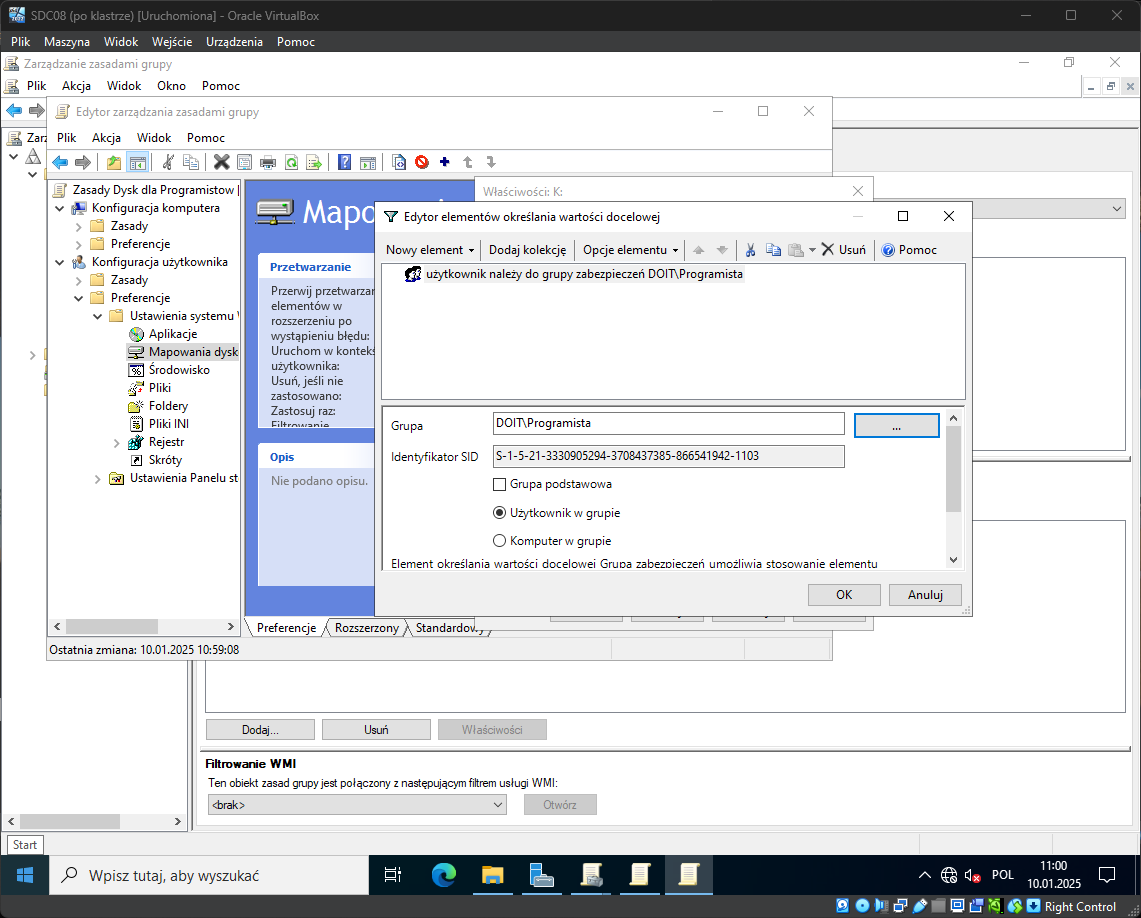 SDC08 (po klastrze) [Uruchomiona] - Oracle VirtualBox
Plik Maszyna Widok Wejście Urządzenia Pomoc
Zarządzanie zasadami grupy
Plik Akcja Widok Okno Pomoc
Edytor zarządzania zasadami grupy
Zarz
Plik Akcja Widok Pomoc
Zasady Dysk dla Programistow
Konfiguracja komputera
Zasady
Preferencje
Konfiguracja użytkownika
Zasady
Preferencje
Ustawienia systemu
Aplikacje
Mapowania dysk
Środowisko
Pliki
Foldery
Pliki INI
Rejestr
Skróty
Ustawienia Panelu st
Mapo
Przetwarzanie
Przerwij przetwarzan
elementów w
rozszerzeniu po
wystąpieniu błędu:
Uruchom w konteks
użytkownika:
Usuń, jeśli nie
zastosowano:
Zastosuj raz:
Filtrowanie
Opis
Nie podano opisu.
Preferencje Rozszerzony Standardowy
Ostatnia zmiana: 10.01.2025 10:59:08
Właściwości: K:
Edytor elementów określania wartości docelowej
Nowy element Dodaj kolekcję Opcje elementu Usuń Pomoc
użytkownik należy do grupy zabezpieczeń DOIT\Programista
Grupa DOIT\Programista ...
Identyfikator SID S-1-5-21-3330905294-3708437385-866541942-1103
Grupa podstawowa
Użytkownik w grupie
Komputer w grupie
Element określania wartości docelowej Grupa zabezpieczeń umożliwia stosowanie elementu
OK Anuluj
Dodaj... Usuń Właściwości
Filtrowanie WMI
Ten obiekt zasad grupy jest połączony z następującym filtrem usługi WMI:
<brak> Otwórz
Start
Wpisz tutaj, aby wyszukać
POL
11:00
10.01.2025
Right Control